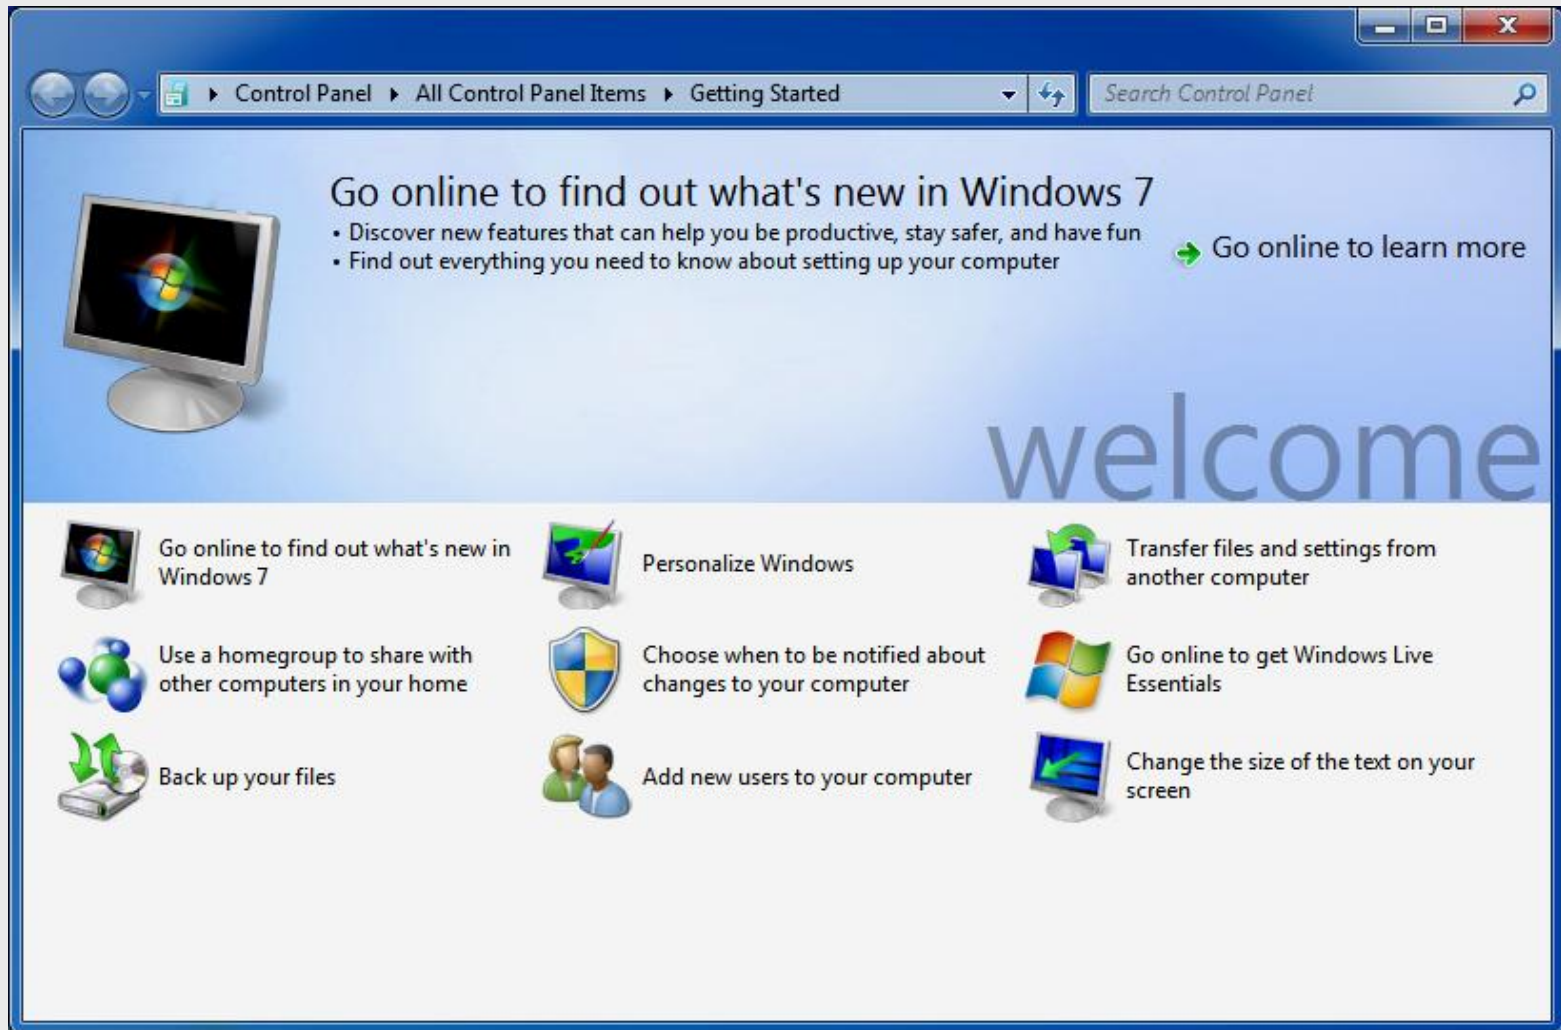 Control Panel ▸ All Control Panel Items ▸ Getting Started
Search Control Panel
Go online to find out what's new in Windows 7
• Discover new features that can help you be productive, stay safer, and have fun
• Find out everything you need to know about setting up your computer
Go online to learn more
welcome
Go online to find out what's new in
Windows 7
Personalize Windows
Transfer files and settings from
another computer
Use a homegroup to share with
other computers in your home
Choose when to be notified about
changes to your computer
Go online to get Windows Live
Essentials
Back up your files
Add new users to your computer
Change the size of the text on your
screen